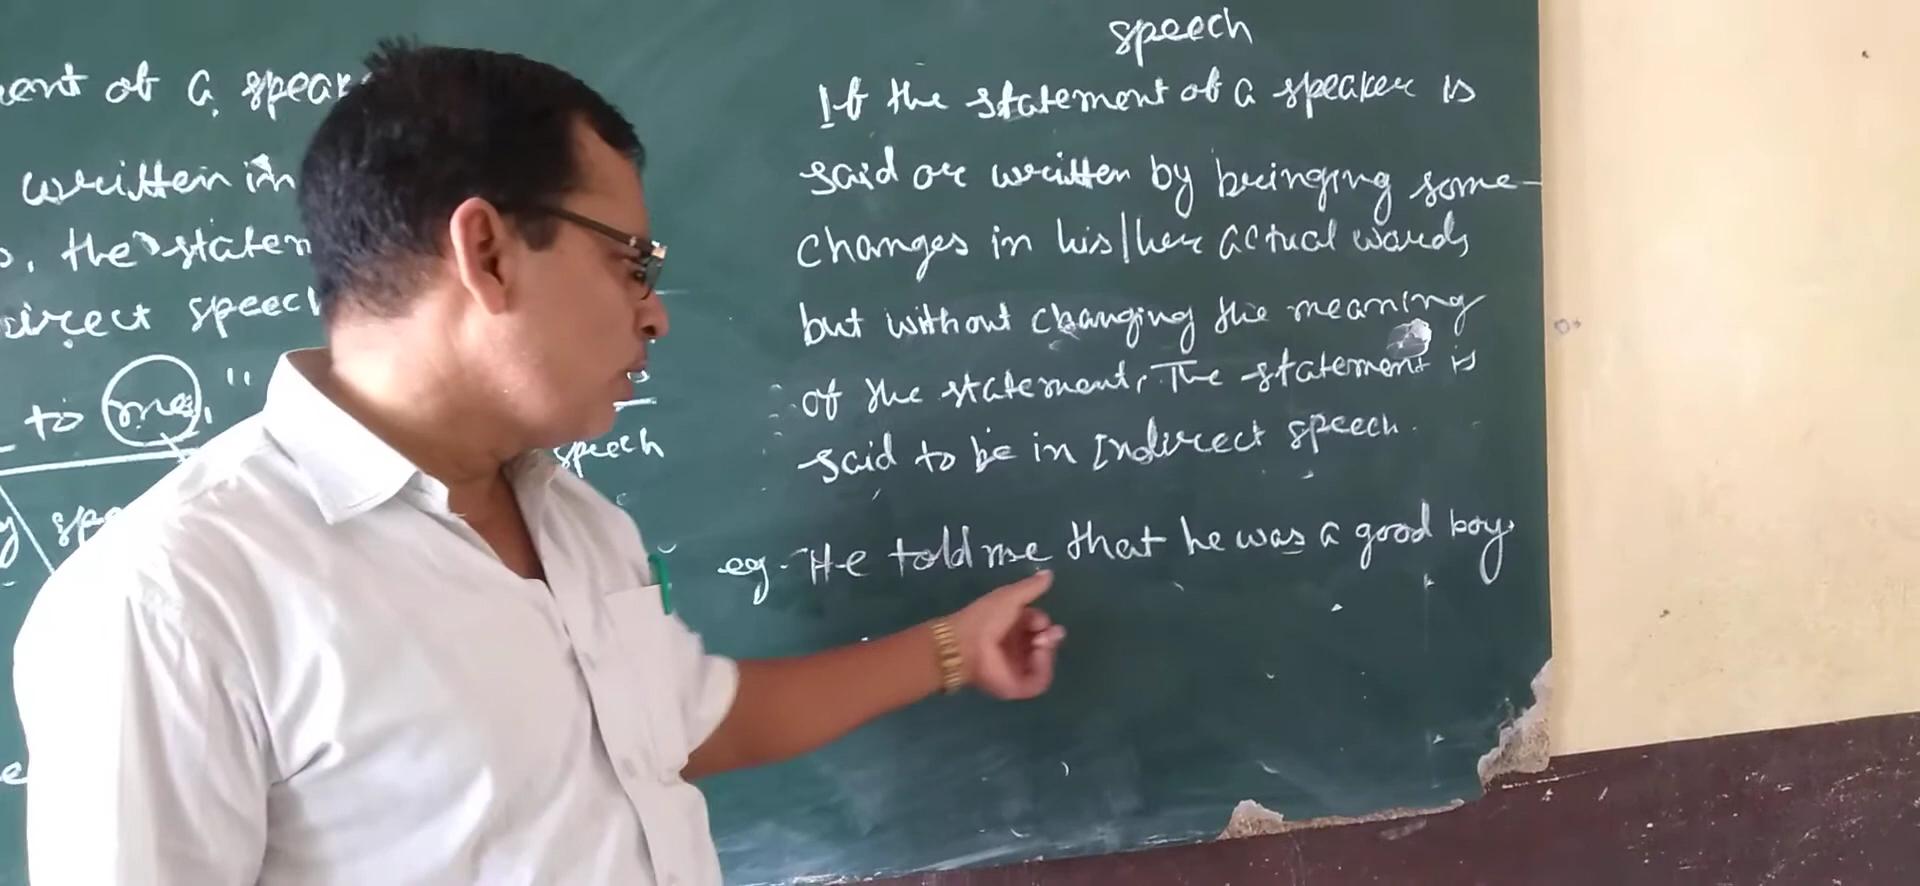 ent of a speak
written in
, the statem
direct speech
to me, "
speech
speech
If the statement of a speaker is
said or written by bringing some
changes in his/her actual words
but without changing the meaning
of the statement, The statement is
said to be in Indirect speech.
eg- He told me that he was a good boy.